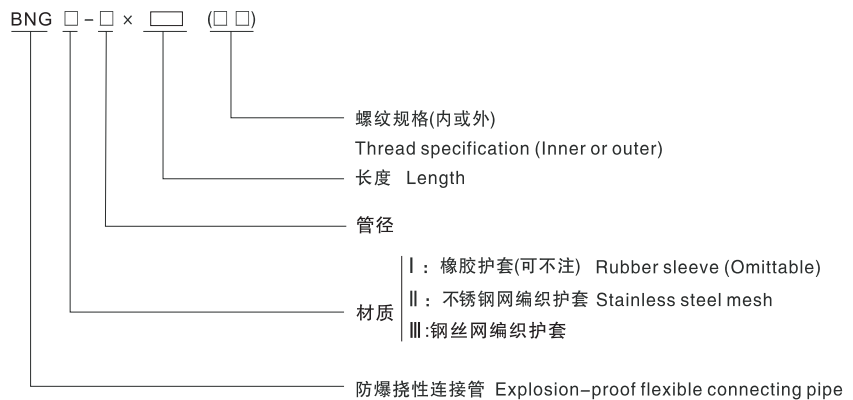 BNG □-□×▭ (□ □)
螺纹规格(内或外)
Thread specification (Inner or outer)
长度 Length
管径
Ⅰ：橡胶护套(可不注) Rubber sleeve (Omittable)
材质
Ⅱ：不锈钢网编织护套 Stainless steel mesh
Ⅲ:钢丝网编织护套
防爆挠性连接管 Explosion-proof flexible connecting pipe